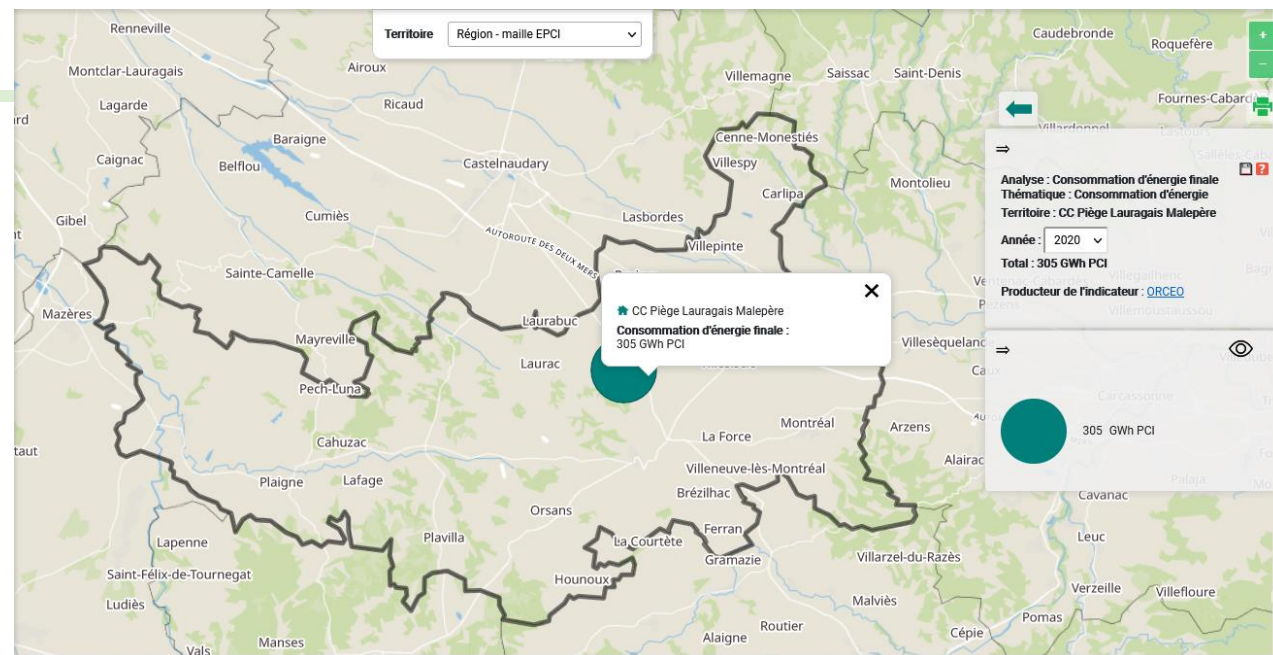 Renneville
Territoire Région - maille EPCI
Caudebronde
Roquefère
+
Montclar-Lauragais
Airoux
Villemagne
Saissac
Saint-Denis
−
Lagarde
Ricaud
Fournes-Cabardè
Baraigne
Cenne-Monestiés
Villardonnel
Caignac
Belflou
Castelnaudary
Villespy
Montolieu
Carlipa
Analyse : Consommation d'énergie finale
Thématique : Consommation d'énergie
Territoire : CC Piège Lauragais Malepère
Année : 2020
Total : 305 GWh PCI
Producteur de l'indicateur : ORCEO
Gibel
Cumiès
Lasbordes
AUTOROUTE DES DEUX MERS
Villepinte
Sainte-Camelle
CC Piège Lauragais Malepère
Consommation d'énergie finale :
305 GWh PCI
Mazères
Laurabuc
Mayreville
Villesèquelande
Laurac
Pech-Luna
Carcassonne
305 GWh PCI
Montréal
Arzens
La Force
Cahuzac
taut
Alairac
Villeneuve-lès-Montréal
Plaigne
Lafage
Brézilhac
Cavanac
Orsans
Ferran
Plavilla
La Courtète
Leuc
Lapenne
Gramazie
Villarzel-du-Razès
Saint-Félix-de-Tournegat
Hounoux
Verzeille
Villefloure
Ludiès
Malviès
Pomas
Routier
Cépie
Manses
Alaigne
Vals